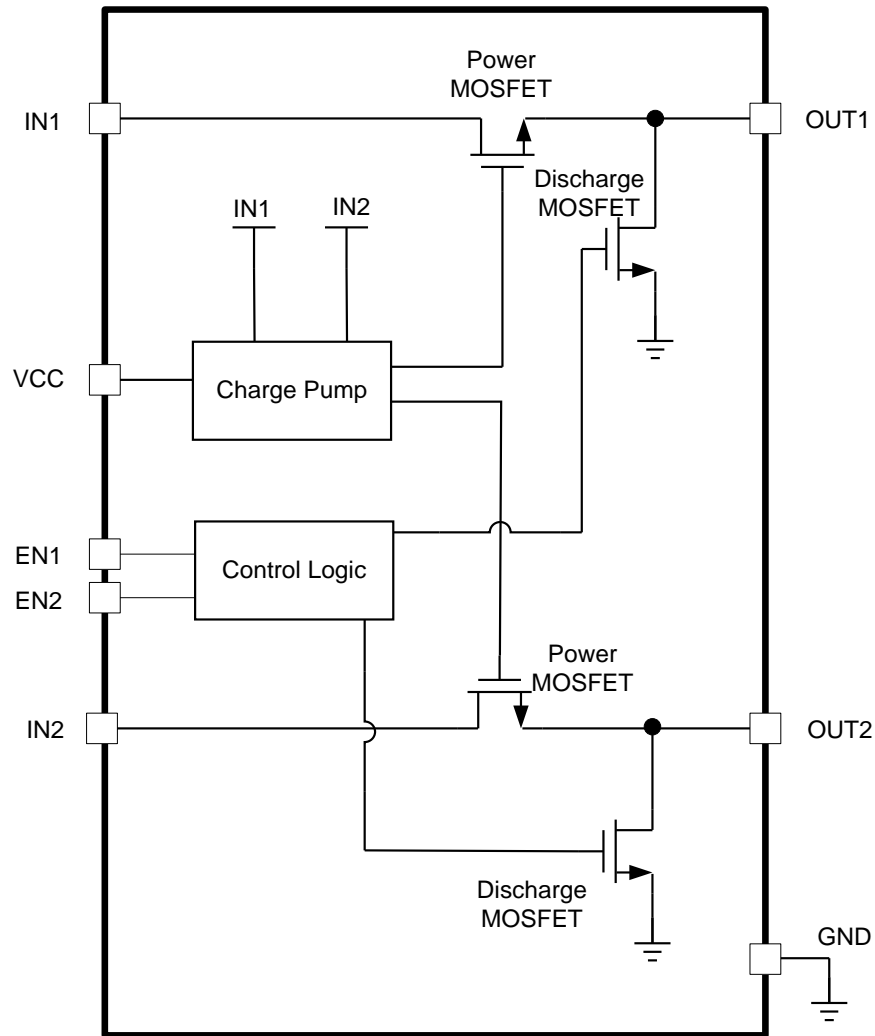 Power
MOSFET
IN1
OUT1
Discharge
MOSFET
IN1
IN2
VCC
Charge Pump
EN1
EN2
Control Logic
Power
MOSFET
IN2
OUT2
Discharge
MOSFET
GND